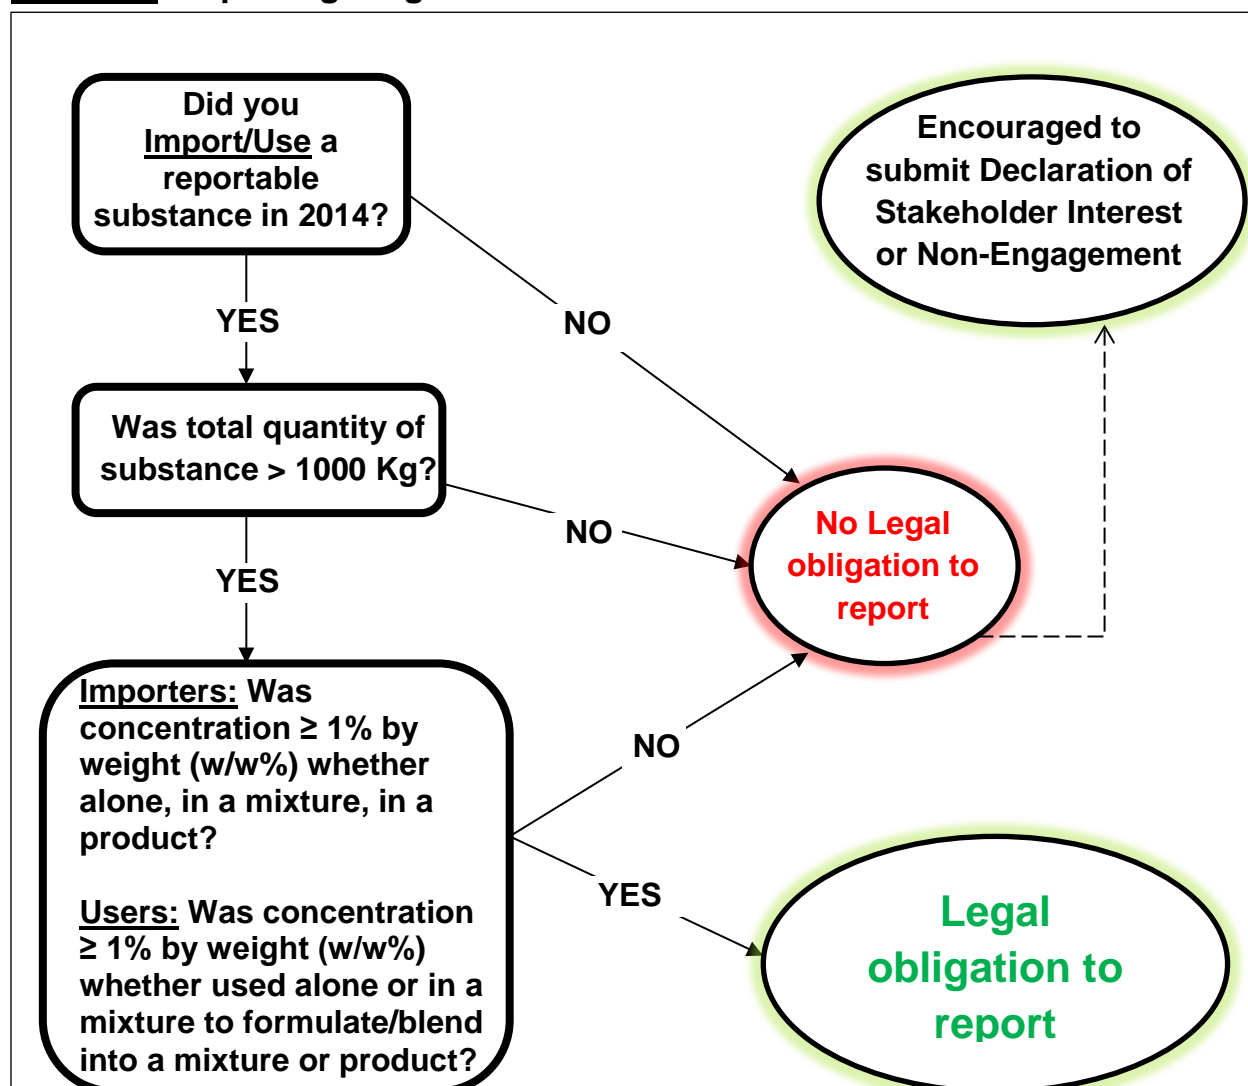 Did you
Import/Use a
reportable
substance in 2014?
Encouraged to
submit Declaration of
Stakeholder Interest
or Non-Engagement
YES
NO
Was total quantity of
substance > 1000 Kg?
NO
No Legal
obligation to
report
YES
Importers: Was
concentration ≥ 1% by
weight (w/w%) whether
alone, in a mixture, in a
product?
Users: Was concentration
≥ 1% by weight (w/w%)
whether used alone or in a
mixture to formulate/blend
into a mixture or product?
NO
YES
Legal
obligation to
report